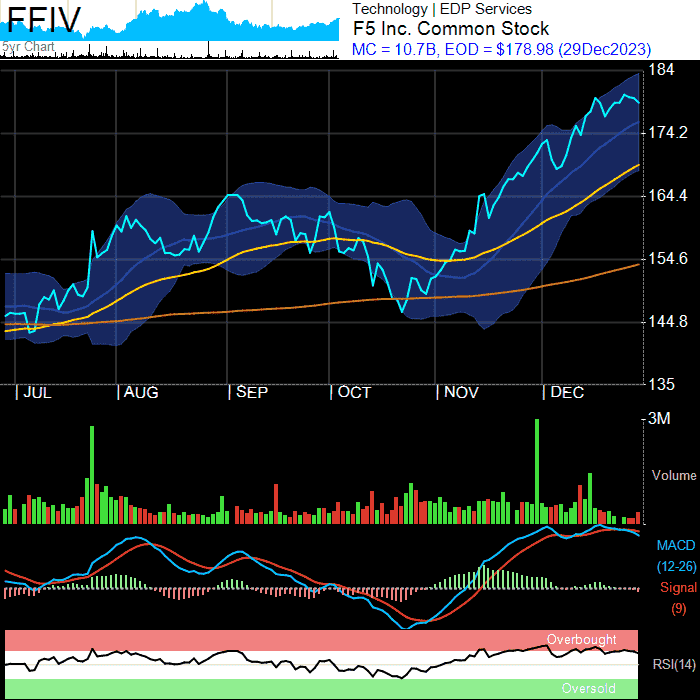 FFIV
5yr Chart
Technology | EDP Services
F5 Inc. Common Stock
MC = 10.7B, EOD = $178.98 (29Dec2023)
184
174.2
164.4
154.6
144.8
135
| JUL | AUG | SEP | OCT | NOV | DEC
3M
Volume
MACD
(12-26)
Signal
(9)
Overbought
RSI(14)
Oversold